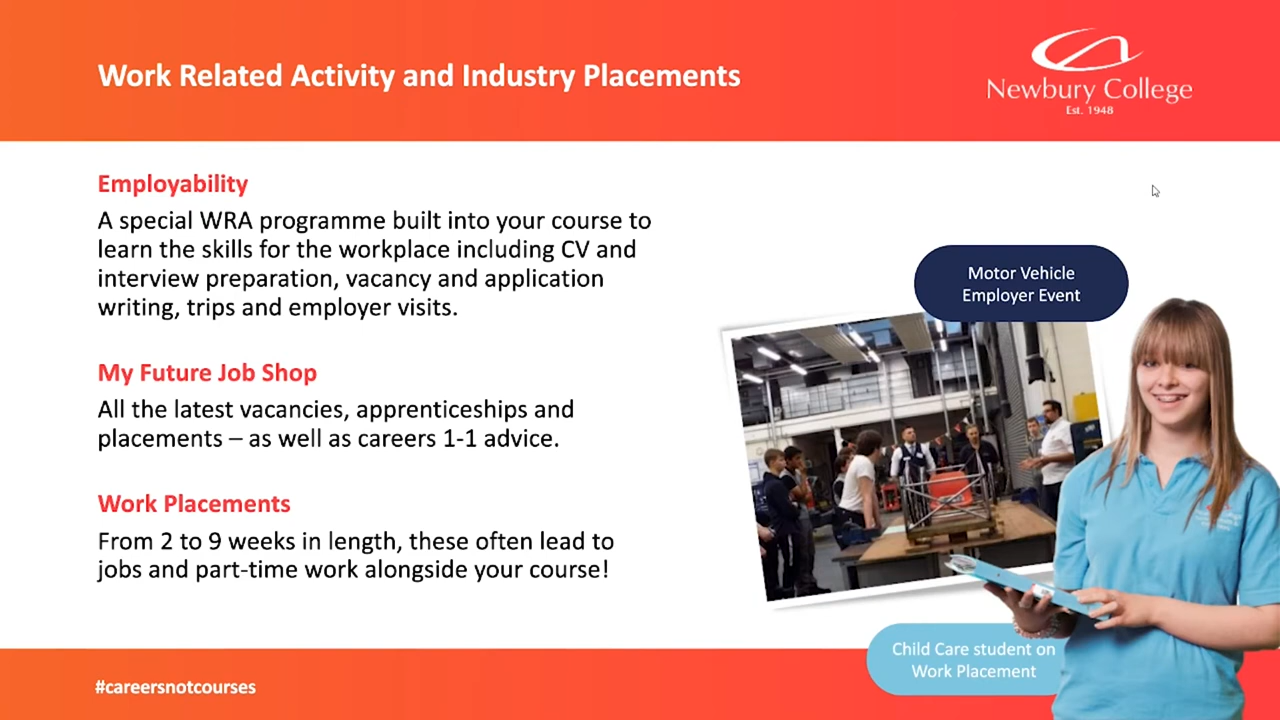 Work Related Activity and Industry Placements
Newbury College
Est. 1948
Employability
A special WRA programme built into your course to
learn the skills for the workplace including CV and
interview preparation, vacancy and application
writing, trips and employer visits.
My Future Job Shop
All the latest vacancies, apprenticeships and
placements – as well as careers 1-1 advice.
Work Placements
From 2 to 9 weeks in length, these often lead to
jobs and part-time work alongside your course!
Motor Vehicle
Employer Event
Child Care student on
Work Placement
#careersnotcourses